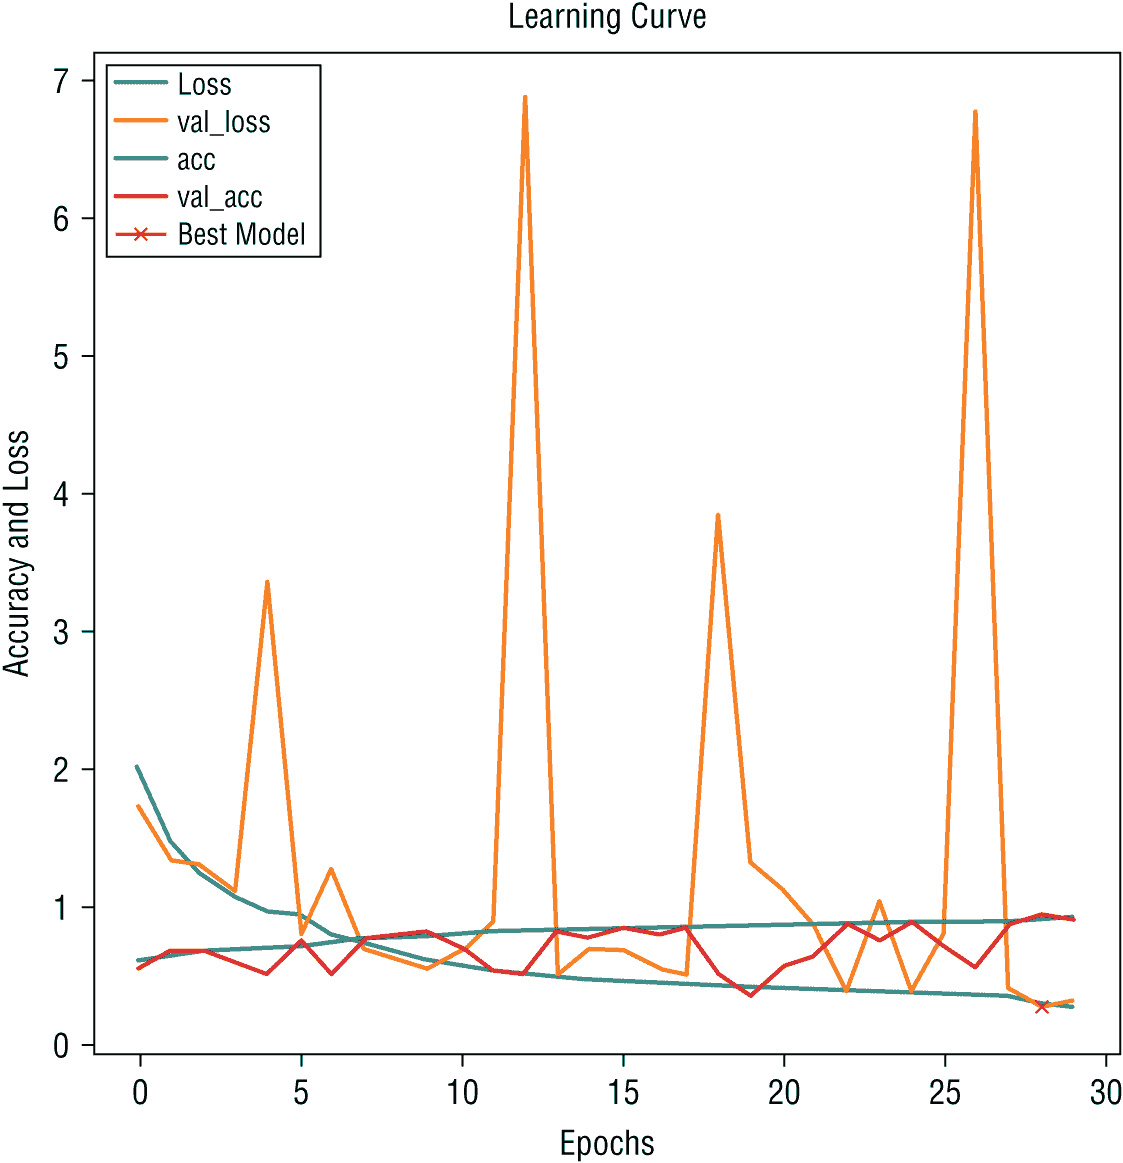 Learning Curve
Loss
val_loss
acc
val_acc
Best Model
7
6
5
4
3
2
1
0
Accuracy and Loss
0 5 10 15 20 25 30
Epochs